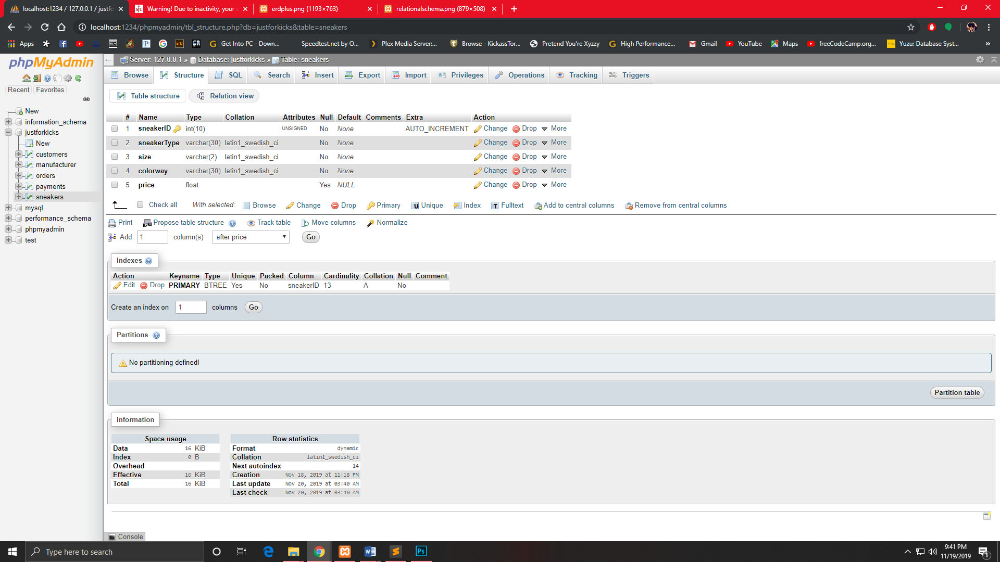 localhost:1234 / 127.0.0.1 / justfo
SJU Warning! Due to inactivity, your s
erdplus.png (1193×763)
relationalschema.png (879×508)
localhost:1234/phpmyadmin/tbl_structure.php?db=justforkicks&table=sneakers
Apps
Get Into PC - Down...
Speedtest.net by O...
Plex Media Server:...
Browse - KickassTor...
Pretend You're Xyzzy
High Performance...
Gmail
YouTube
Maps
freeCodeCamp.org...
Yuzu: Database Syst...
»
phpMyAdmin
Recent Favorites
New
information_schema
justforkicks
New
customers
manufacturer
orders
payments
sneakers
mysql
performance_schema
phpmyadmin
test
Server: 127.0.0.1 » Database: justforkicks » Table: sneakers
Browse Structure SQL Search Insert Export Import Privileges Operations Tracking Triggers
Table structure Relation view
# Name Type Collation Attributes Null Default Comments Extra Action
1 sneakerID int(10) UNSIGNED No None AUTO_INCREMENT Change Drop More
2 sneakerType varchar(30) latin1_swedish_ci No None Change Drop More
3 size varchar(2) latin1_swedish_ci No None Change Drop More
4 colorway varchar(30) latin1_swedish_ci No None Change Drop More
5 price float Yes NULL Change Drop More
Check all With selected: Browse Change Drop Primary Unique Index Fulltext Add to central columns Remove from central columns
Print Propose table structure Track table Move columns Normalize
Add 1 column(s) after price Go
Indexes
Action Keyname Type Unique Packed Column Cardinality Collation Null Comment
Edit Drop PRIMARY BTREE Yes No sneakerID 13 A No
Create an index on 1 columns Go
Partitions
No partitioning defined!
Partition table
Information
Space usage
Data 16 KiB
Index 0 B
Overhead
Effective 16 KiB
Total 16 KiB
Row statistics
Format dynamic
Collation latin1_swedish_ci
Next autoindex 14
Creation Nov 18, 2019 at 11:18 PM
Last update Nov 20, 2019 at 03:40 AM
Last check Nov 20, 2019 at 03:40 AM
Console
Type here to search
Ps
9:41 PM
11/19/2019
1